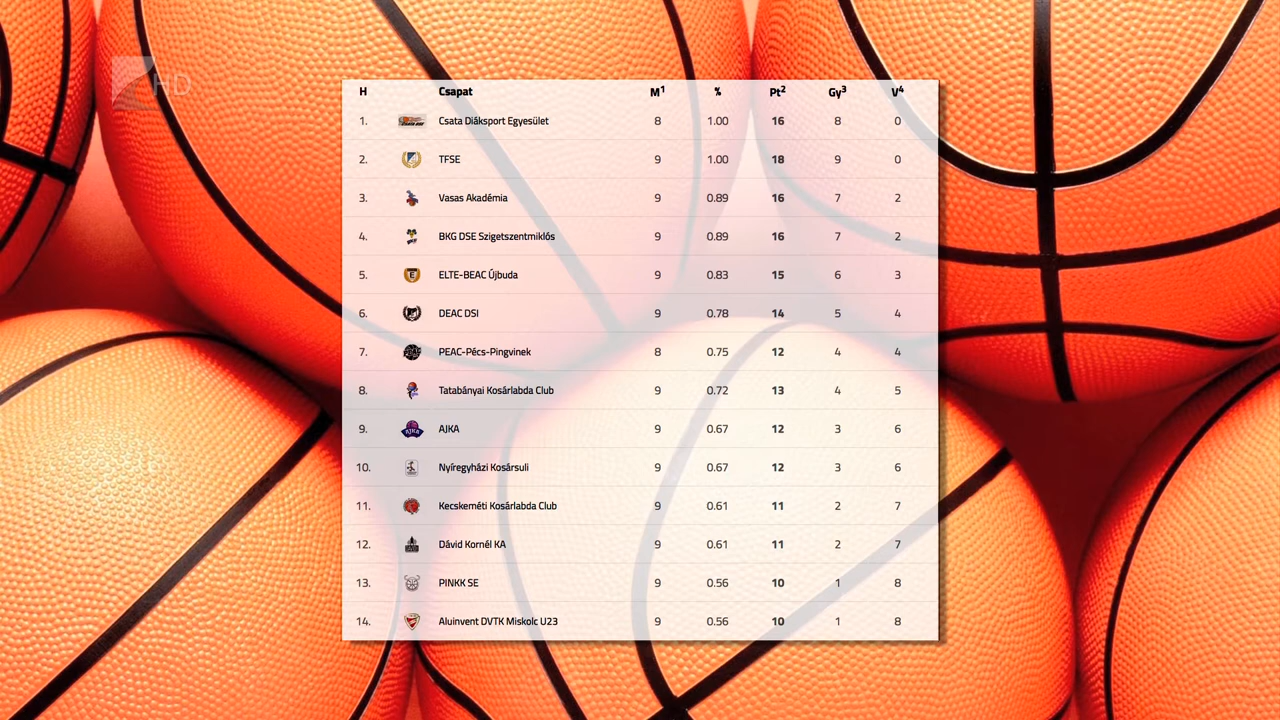 HD
H Csapat M¹ % Pt² Gy³ V⁴
1. Csata Diáksport Egyesület 8 1.00 16 8 0
2. TFSE 9 1.00 18 9 0
3. Vasas Akadémia 9 0.89 16 7 2
4. BKG DSE Szigetszentmiklós 9 0.89 16 7 2
5. ELTE-BEAC Újbuda 9 0.83 15 6 3
6. DEAC DSI 9 0.78 14 5 4
7. PEAC-Pécs-Pingvinek 8 0.75 12 4 4
8. Tatabányai Kosárlabda Club 9 0.72 13 4 5
9. AJKA AJKA 9 0.67 12 3 6
10. Nyíregyházi Kosársuli 9 0.67 12 3 6
11. Kecskeméti Kosárlabda Club 9 0.61 11 2 7
12. Dávid Kornél KA 9 0.61 11 2 7
13. PINKK SE 9 0.56 10 1 8
14. Aluinvent DVTK Miskolc U23 9 0.56 10 1 8